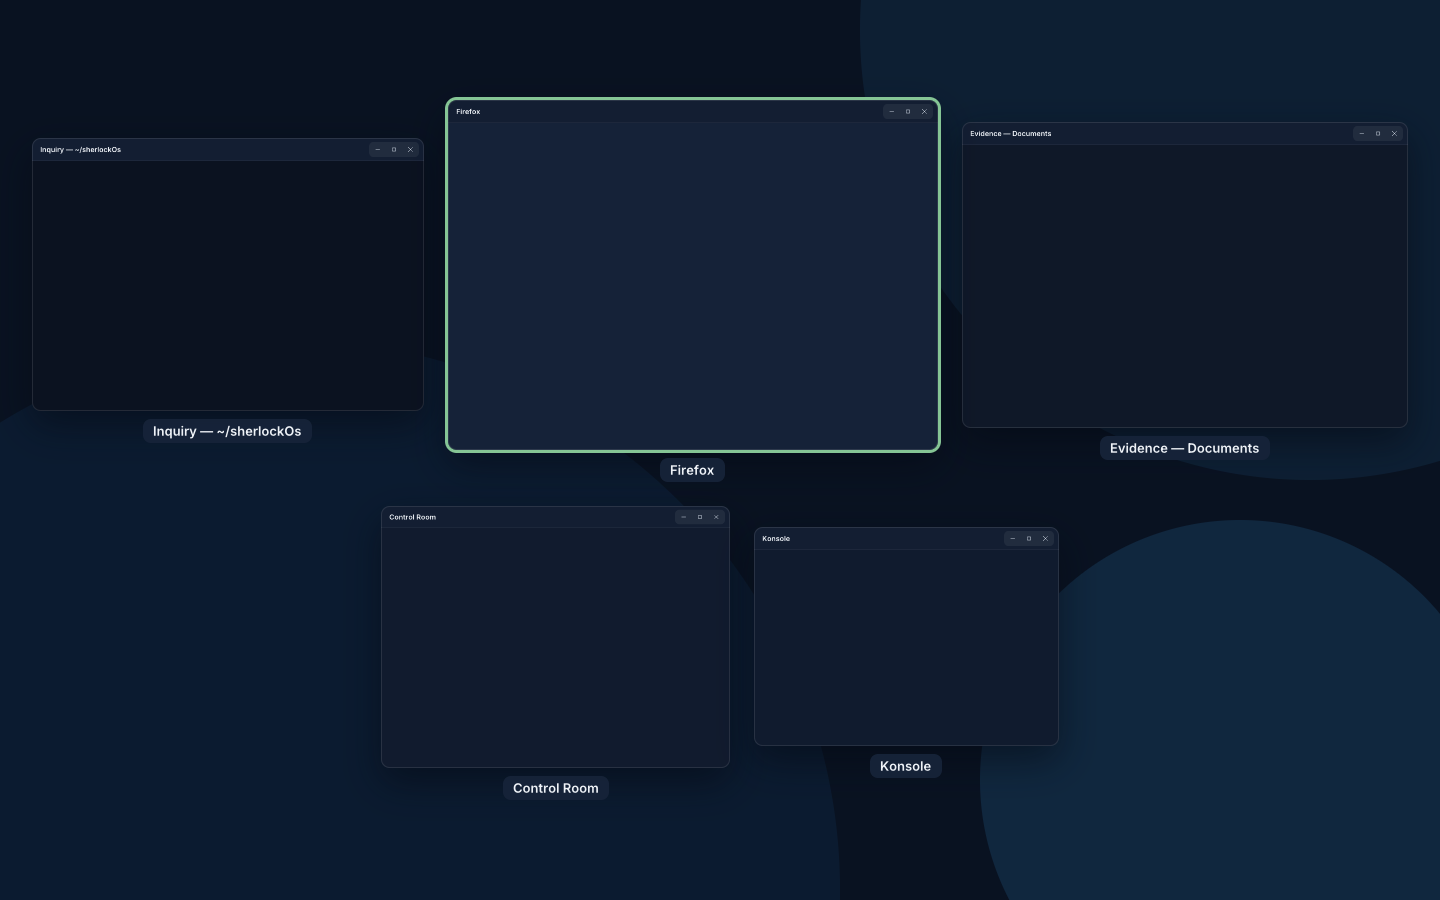 Firefox
Evidence — Documents
Inquiry — ~/sherlockOs
Inquiry — ~/sherlockOs
Evidence — Documents
Firefox
Control Room
Konsole
Konsole
Control Room